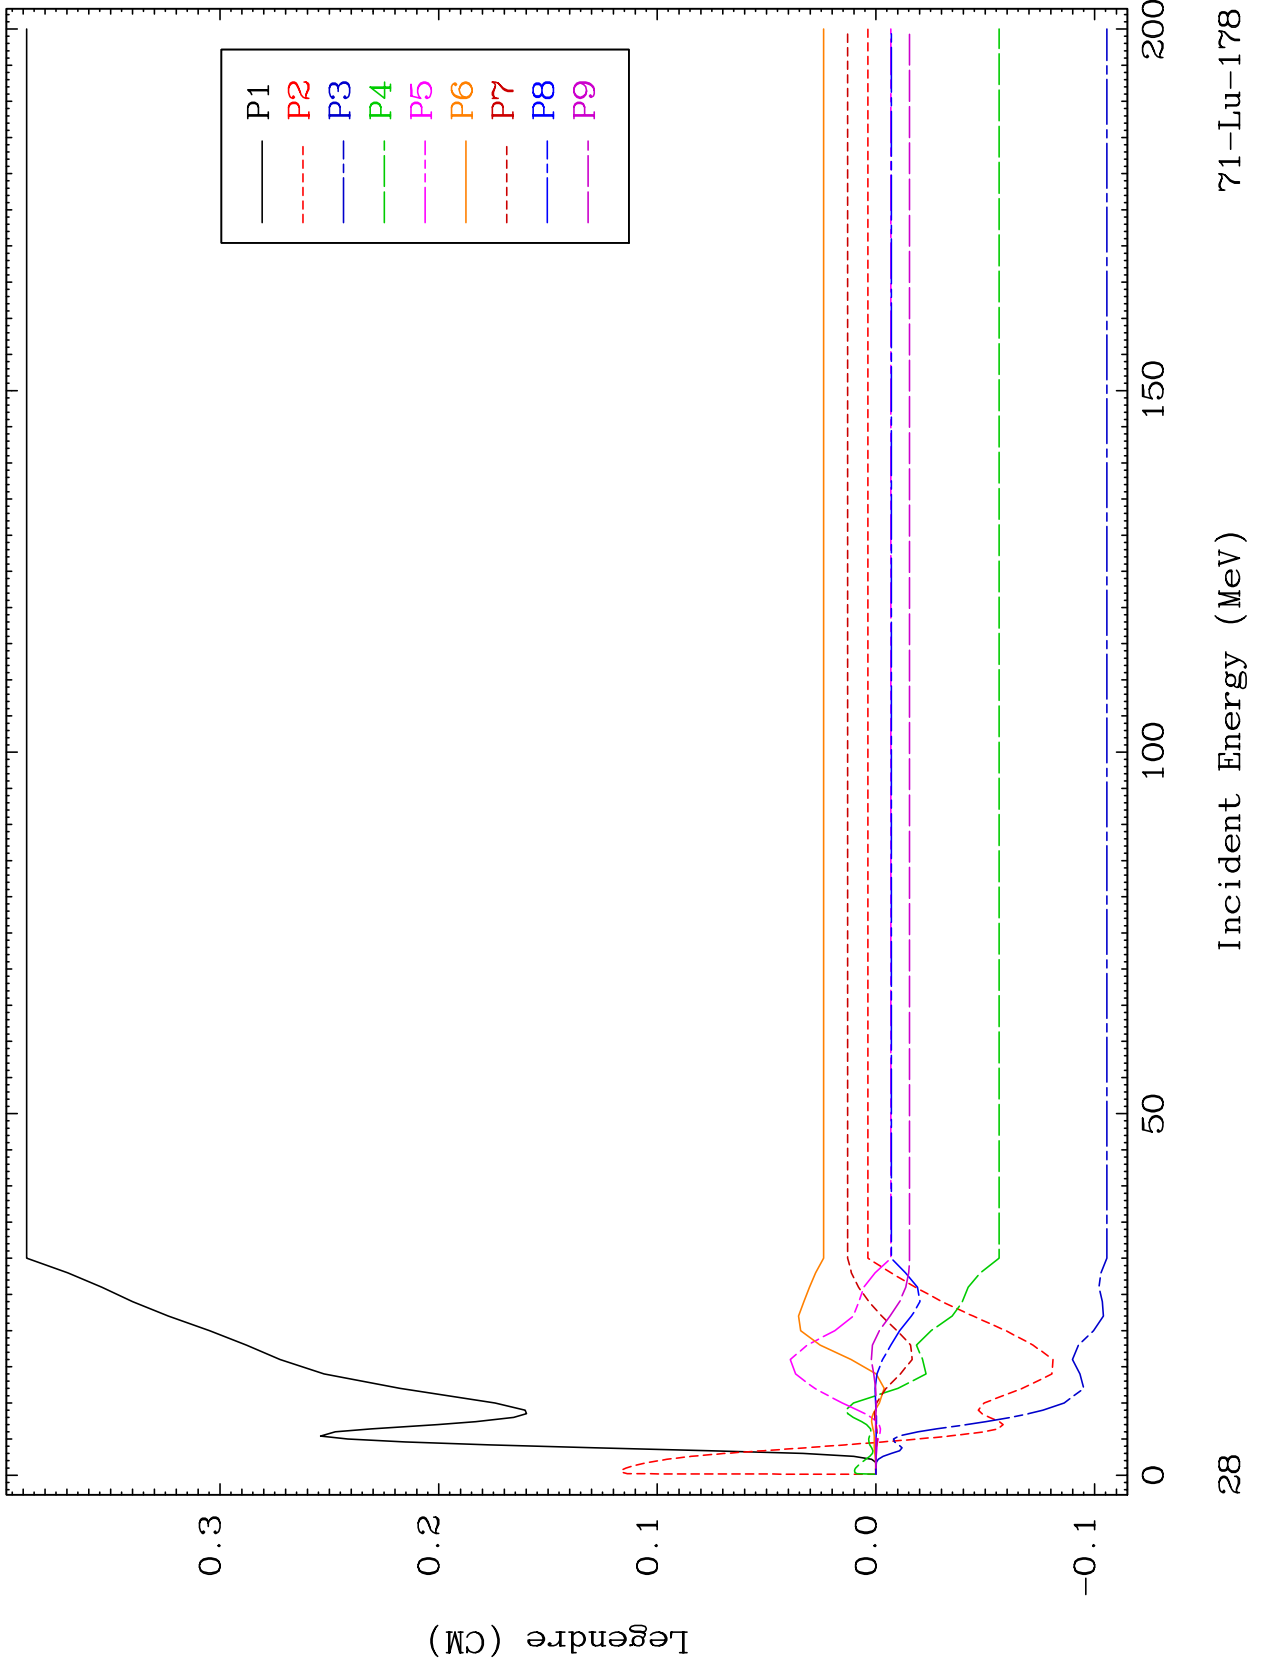 P1
P2
P3
P4
P5
P6
P7
P8
P9
Legendre (CM)
0.3
0.2
0.1
0.0
-0.1
0
50
100
150
200
28
Incident Energy (MeV)
71-Lu-178